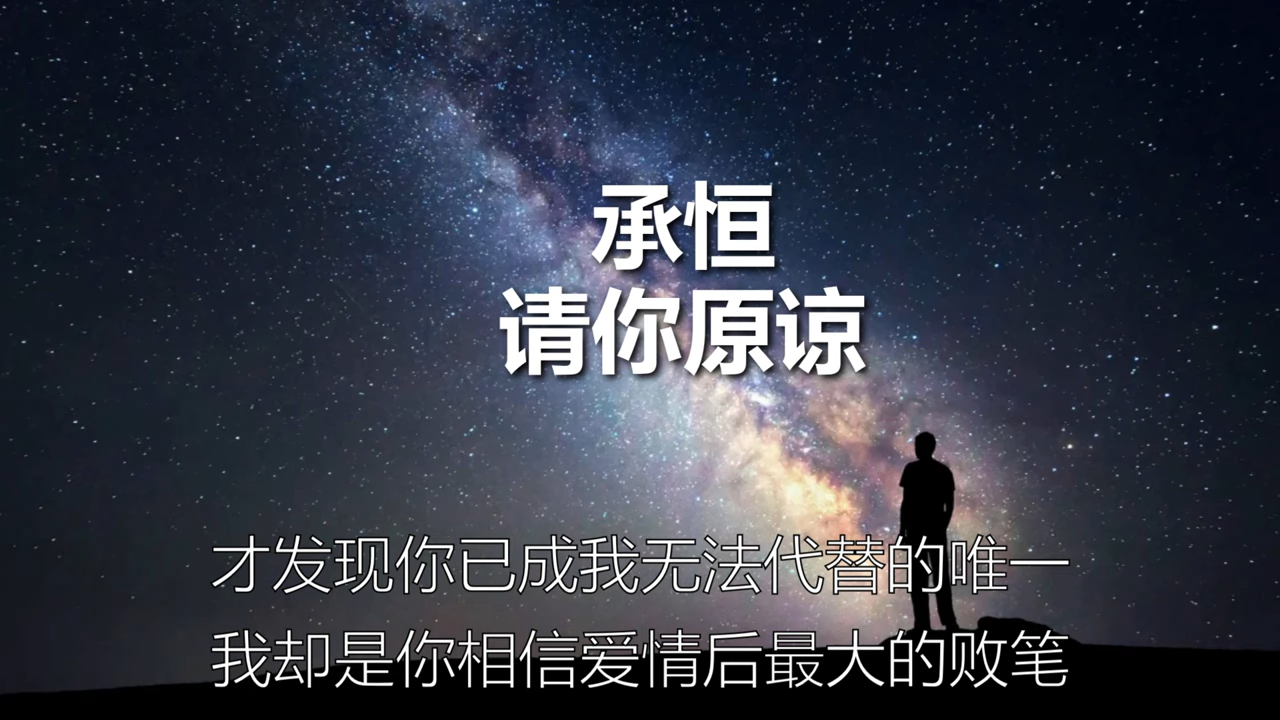 承恒
请你原谅
才发现你已成我无法代替的唯一
我却是你相信爱情后最大的败笔